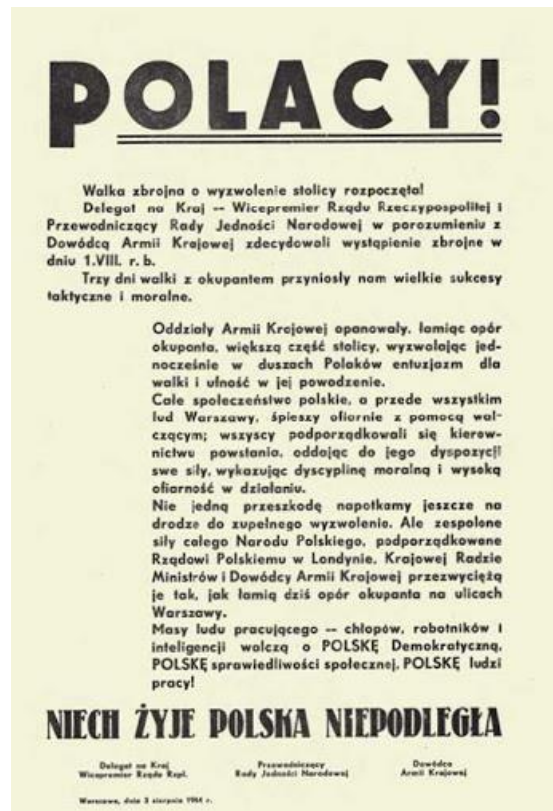 POLACY!
Walka zbrojna o wyzwolenie stolicy rozpoczęta!
Delegat na Kraj -- Wicepremier Rządu Rzeczypospolitej i
Przewodniczący Rady Jedności Narodowej w porozumieniu z
Dowódcą Armii Krajowej zdecydowali wystąpienie zbrojne w
dniu 1.VIII. r. b.
Trzy dni walki z okupantem przyniosły nam wielkie sukcesy
taktyczne i moralne.
Oddziały Armii Krajowej opanowały, łamiąc opór
okupanta, większą część stolicy, wyzwalając jed-
nocześnie w duszach Polaków entuzjazm dla
walki i ufność w jej powodzenie.
Całe społeczeństwo polskie, a przede wszystkim
lud Warszawy, śpieszy ofiarnie z pomocą wal-
czącym; wszyscy podporządkowali się kierow-
nictwu powstania, oddając do jego dyspozycji
swe siły, wykazując dyscyplinę moralną i wysoką
ofiarność w działaniu.
Nie jedną przeszkodę napotkamy jeszcze na
drodze do zupełnego wyzwolenia. Ale zespolone
siły całego Narodu Polskiego, podporządkowane
Rządowi Polskiemu w Londynie, Krajowej Radzie
Ministrów i Dowódcy Armii Krajowej przezwyciężą
je tak, jak łamią dziś opór okupanta na ulicach
Warszawy.
Masy ludu pracującego -- chłopów, robotników i
inteligencji walczą o POLSKĘ Demokratyczną,
POLSKĘ sprawiedliwości społecznej, POLSKĘ ludzi
pracy!
NIECH ŻYJE POLSKA NIEPODLEGŁA
Delegat na Kraj
Wicepremier Rządu Rzpl.
Przewodniczący
Rady Jedności Narodowej
Dowódca
Armii Krajowej
Warszawa, dnia 3 sierpnia 1944 r.